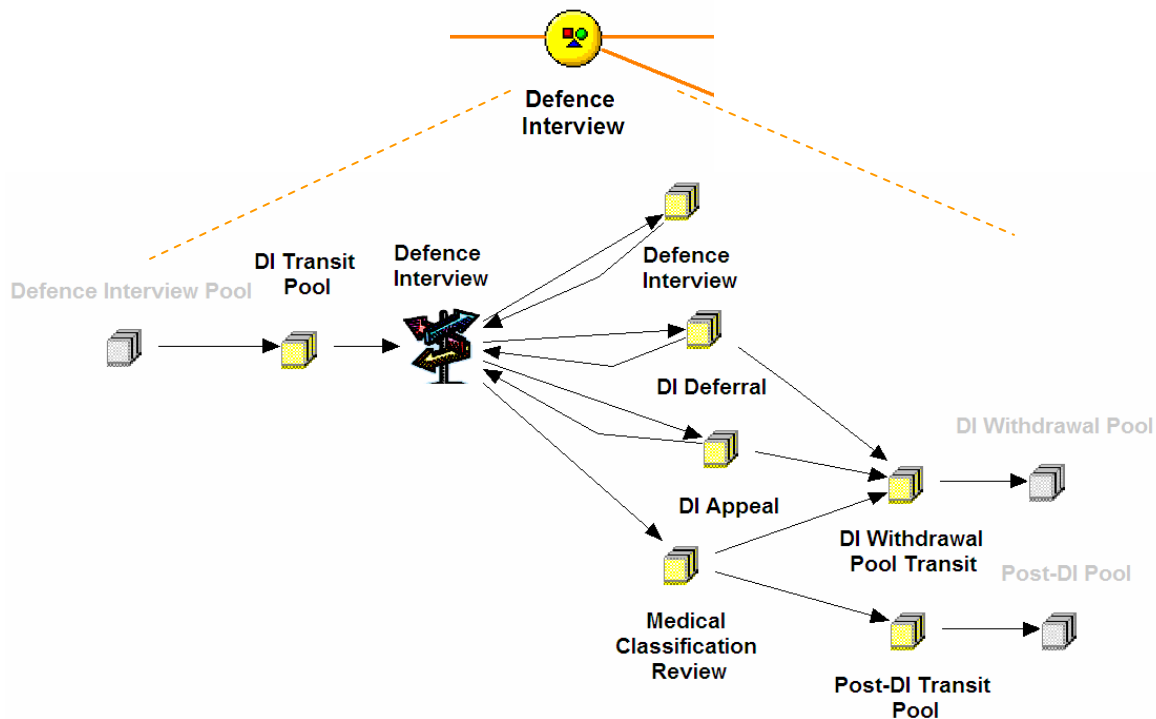 Defence
Interview
Defence Interview Pool
DI Transit
Pool
Defence
Interview
Defence
Interview
DI Deferral
DI Appeal
DI Withdrawal Pool
DI Withdrawal
Pool Transit
Post-DI Pool
Medical
Classification
Review
Post-DI Transit
Pool